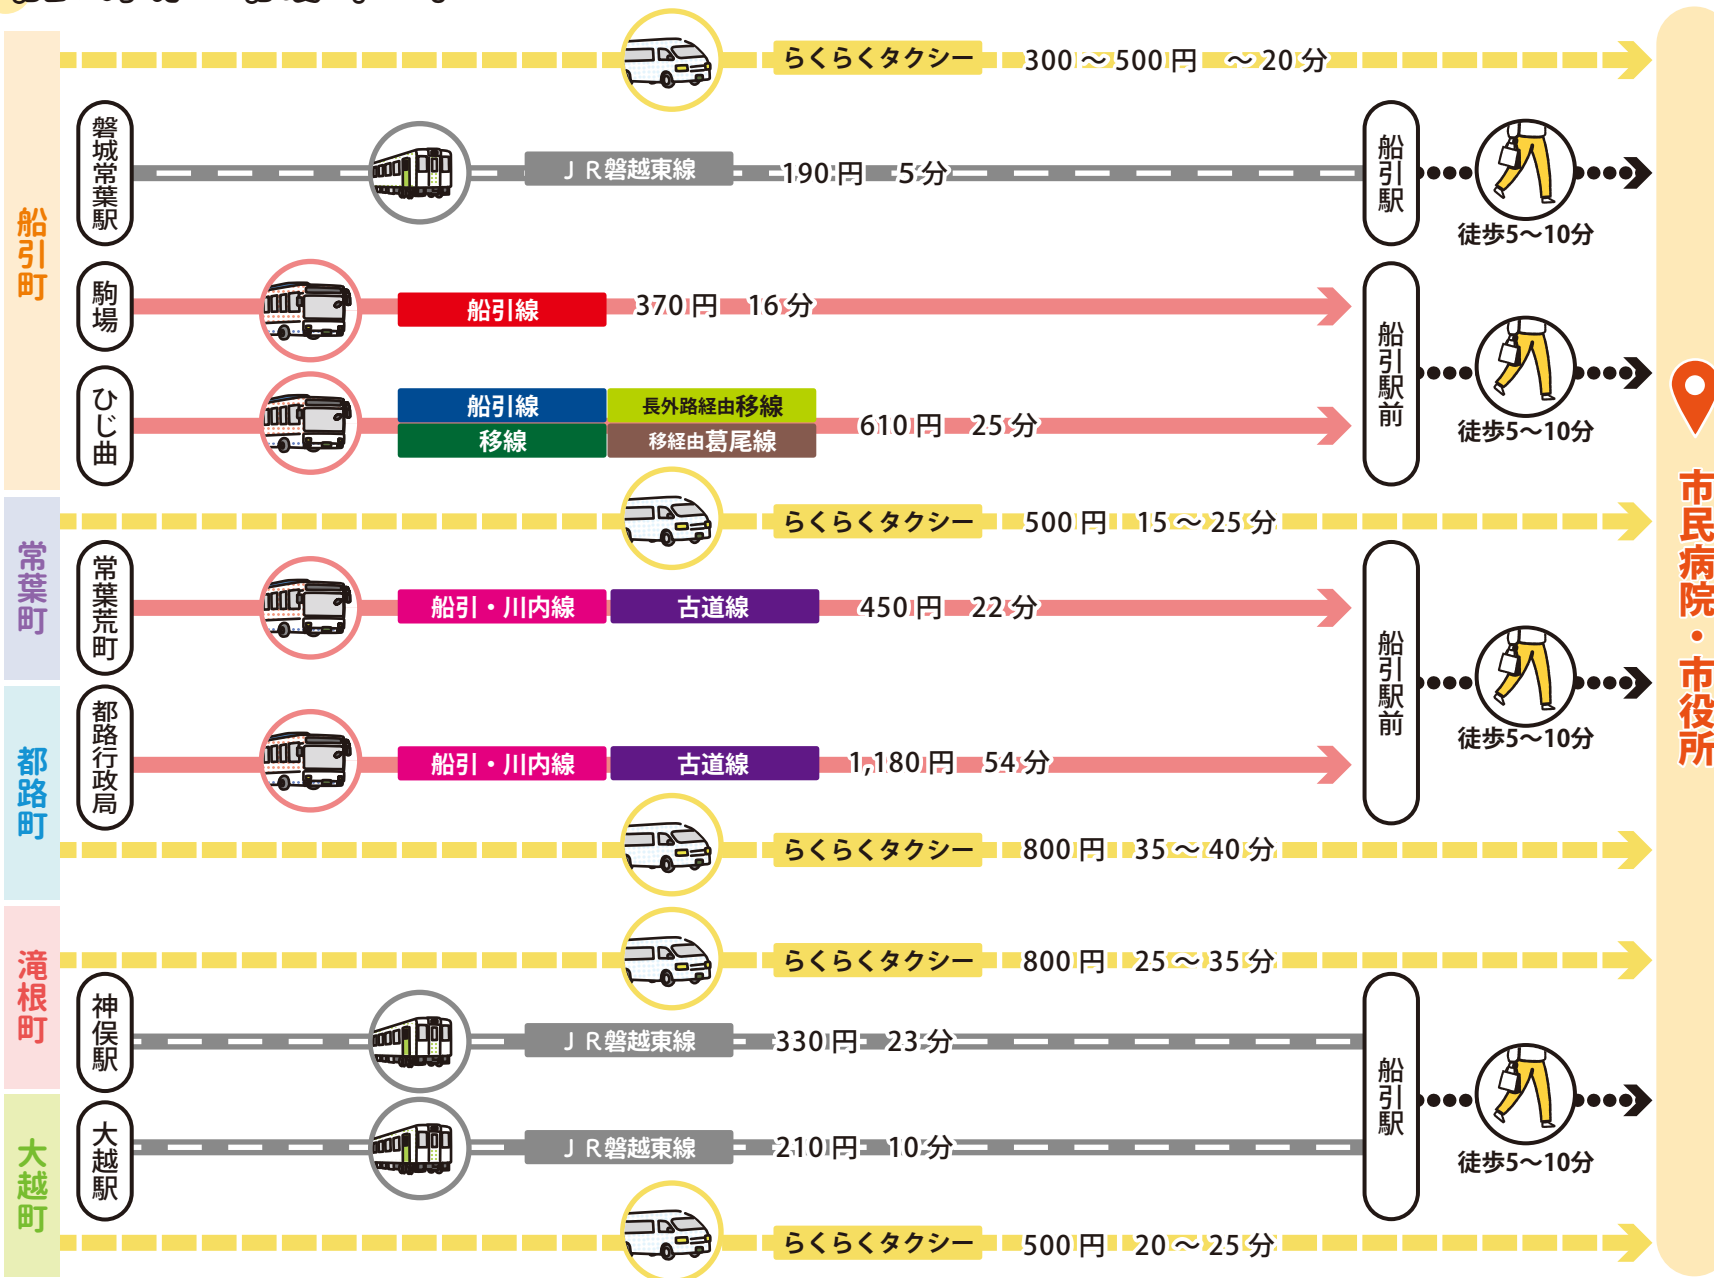 船引町
らくらくタクシー 300～500円 ～20分
磐城常葉駅
JR磐越東線 190円 5分
船引駅
徒歩5～10分
駒場
船引線 370円 16分
ひじ曲
船引線 長外路経由移線
移線 移経由葛尾線
610円 25分
船引駅前
徒歩5～10分
常葉町
らくらくタクシー 500円 15～25分
常葉荒町
船引・川内線 古道線 450円 22分
都路町
都路行政局
船引・川内線 古道線 1,180円 54分
船引駅前
徒歩5～10分
らくらくタクシー 800円 35～40分
滝根町
らくらくタクシー 800円 25～35分
神俣駅
JR磐越東線 330円 23分
大越町
大越駅
JR磐越東線 210円 10分
船引駅
徒歩5～10分
らくらくタクシー 500円 20～25分
市民病院・市役所